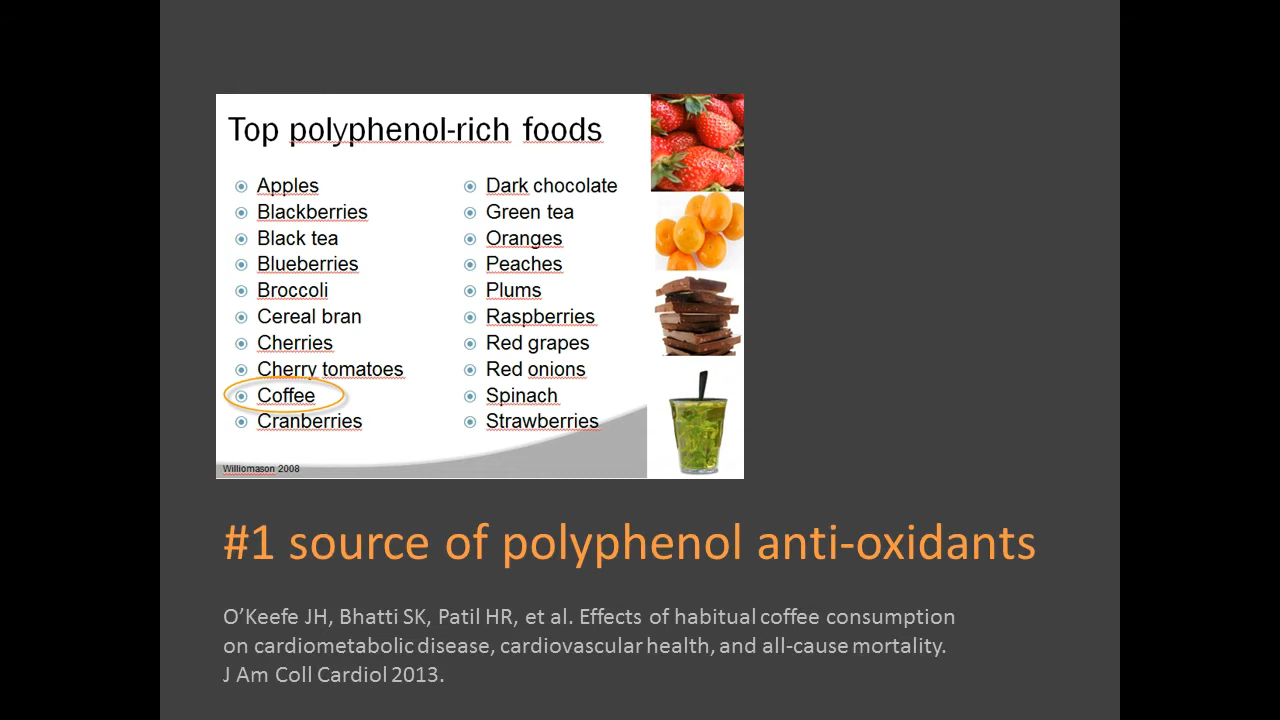 Top polyphenol-rich foods
Apples
Blackberries
Black tea
Blueberries
Broccoli
Cereal bran
Cherries
Cherry tomatoes
Coffee
Cranberries
Dark chocolate
Green tea
Oranges
Peaches
Plums
Raspberries
Red grapes
Red onions
Spinach
Strawberries
Williomason 2008
#1 source of polyphenol anti-oxidants
O’Keefe JH, Bhatti SK, Patil HR, et al. Effects of habitual coffee consumption
on cardiometabolic disease, cardiovascular health, and all-cause mortality.
J Am Coll Cardiol 2013.